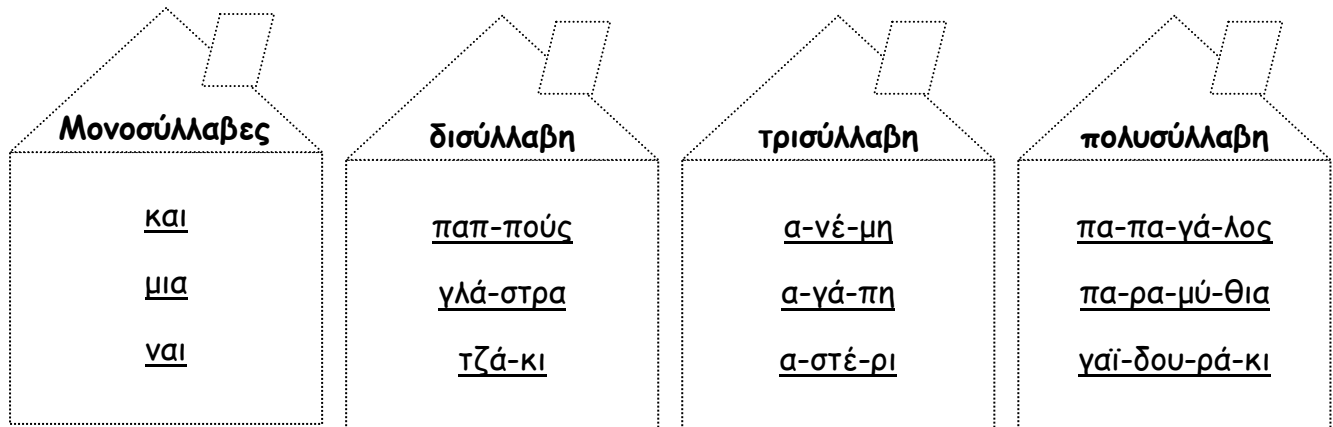 Μονοσύλλαβες
και
μια
ναι
δισύλλαβη
παπ-πούς
γλά-στρα
τζά-κι
τρισύλλαβη
α-νέ-μη
α-γά-πη
α-στέ-ρι
πολυσύλλαβη
πα-πα-γά-λος
πα-ρα-μύ-θια
γαϊ-δου-ρά-κι